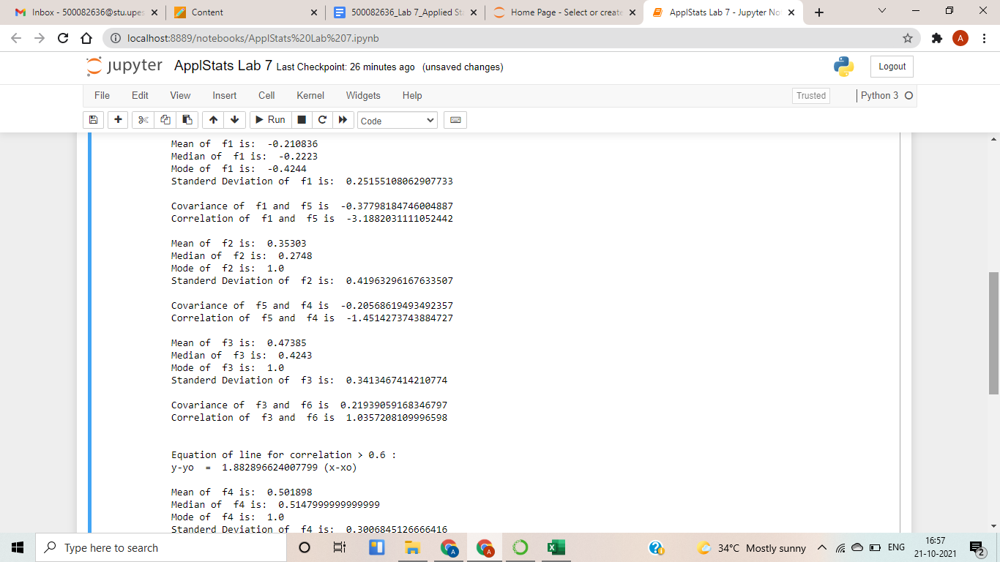 Inbox - 500082636@stu.upes
Content
500082636_Lab 7_Applied Sta
Home Page - Select or create
ApplStats Lab 7 - Jupyter No
localhost:8889/notebooks/ApplStats%20Lab%207.ipynb
A
jupyter ApplStats Lab 7 Last Checkpoint: 26 minutes ago (unsaved changes)
Logout
File Edit View Insert Cell Kernel Widgets Help
Trusted
Python 3
Run
Code
Mean of  f1 is:  -0.210836
Median of  f1 is:  -0.2223
Mode of  f1 is:  -0.4244
Standerd Deviation of  f1 is:  0.25155108062907733
Covariance of  f1 and  f5 is  -0.37798184746004887
Correlation of  f1 and  f5 is  -3.1882031111052442
Mean of  f2 is:  0.35303
Median of  f2 is:  0.2748
Mode of  f2 is:  1.0
Standerd Deviation of  f2 is:  0.41963296167633507
Covariance of  f5 and  f4 is  -0.20568619493492357
Correlation of  f5 and  f4 is  -1.4514273743884727
Mean of  f3 is:  0.47385
Median of  f3 is:  0.4243
Mode of  f3 is:  1.0
Standerd Deviation of  f3 is:  0.3413467414210774
Covariance of  f3 and  f6 is  0.21939059168346797
Correlation of  f3 and  f6 is  1.0357208109996598
Equation of line for correlation > 0.6 :
y-yo  =  1.882896624007799 (x-xo)
Mean of  f4 is:  0.501898
Median of  f4 is:  0.5147999999999999
Mode of  f4 is:  1.0
Standerd Deviation of  f4 is:  0.3006845126666416
Type here to search
A
A
34°C Mostly sunny
ENG
16:57
21-10-2021
2